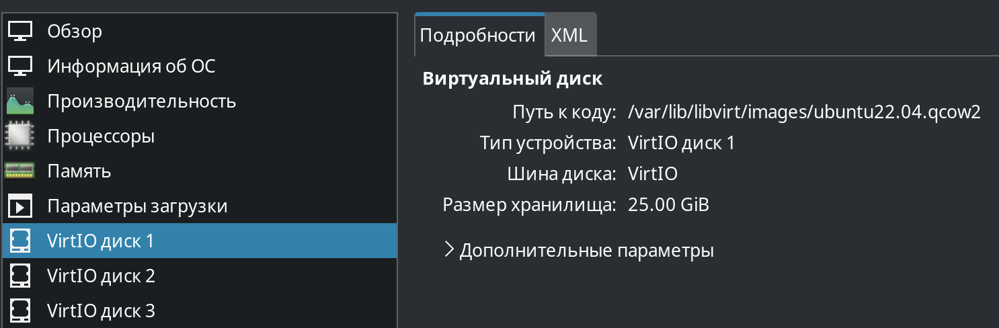 Обзор
Информация об ОС
Производительность
Процессоры
Память
Параметры загрузки
VirtIO диск 1
VirtIO диск 2
VirtIO диск 3
Подробности XML
Виртуальный диск
Путь к коду: /var/lib/libvirt/images/ubuntu22.04.qcow2
Тип устройства: VirtIO диск 1
Шина диска: VirtIO
Размер хранилища: 25.00 GiB
Дополнительные параметры